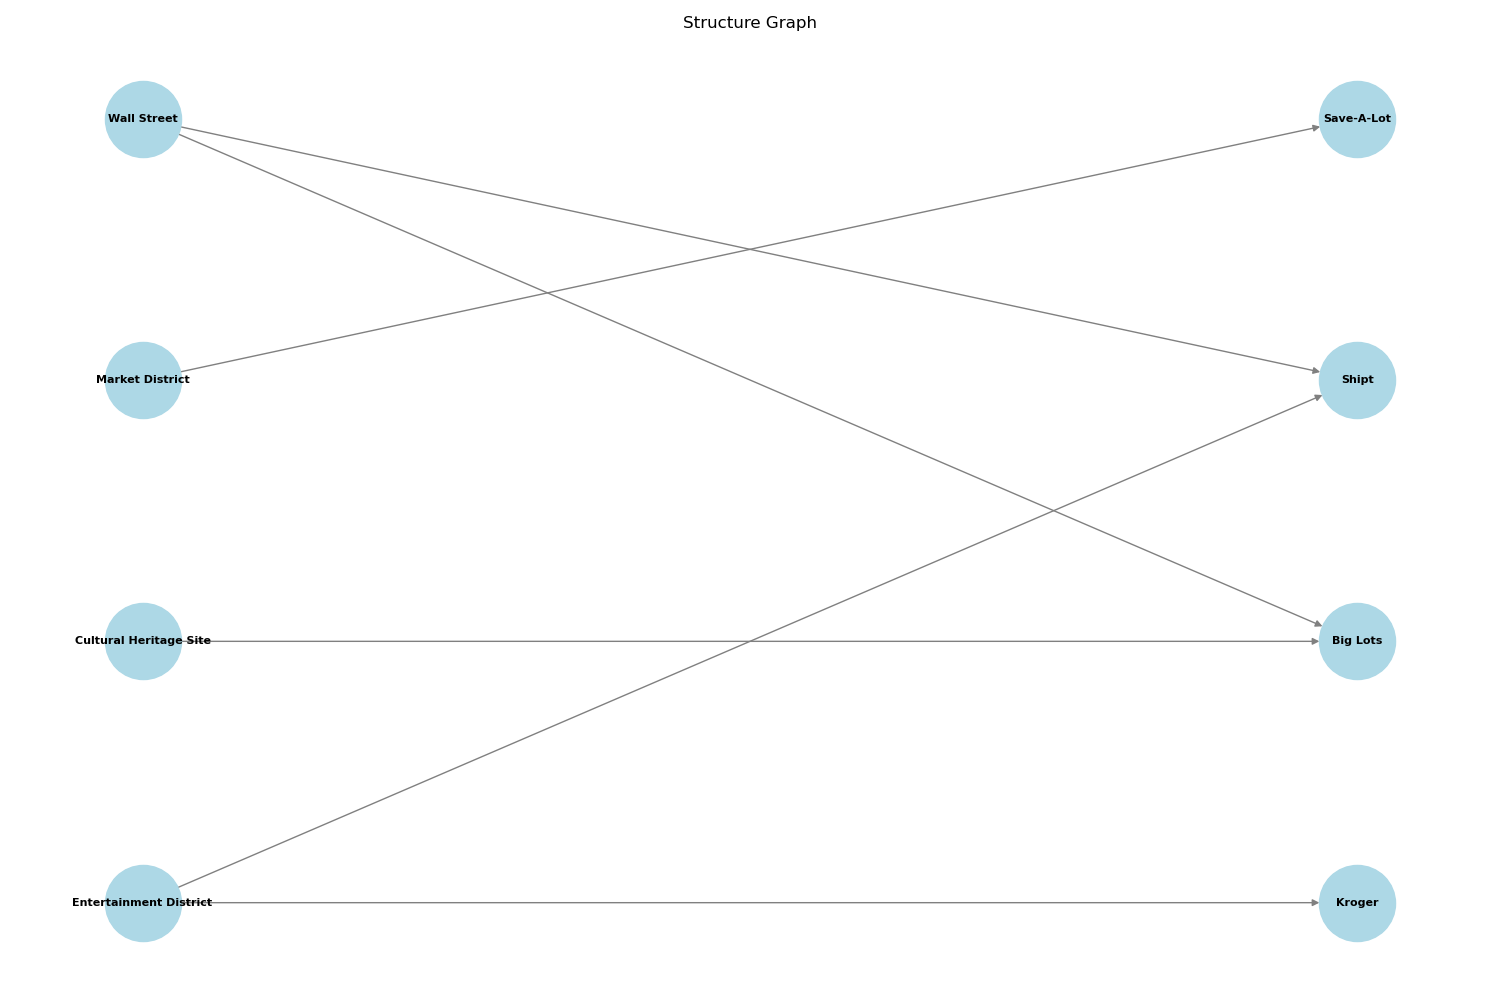 Structure Graph
Wall Street
Save-A-Lot
Market District
Shipt
Cultural Heritage Site
Big Lots
Entertainment District
Kroger